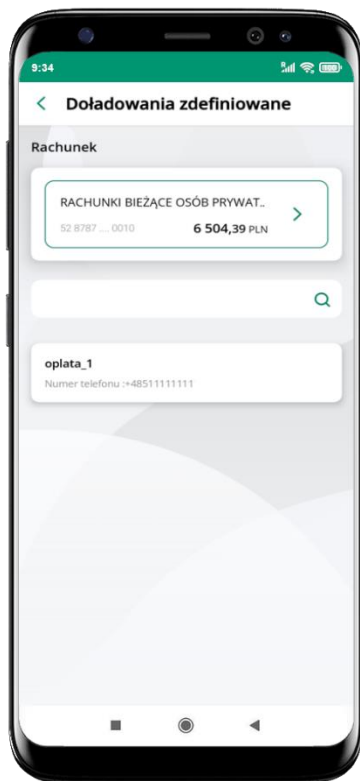 9:34
Doładowania zdefiniowane
Rachunek
RACHUNKI BIEŻĄCE OSÓB PRYWAT..
52 8787 ... 0010 6 504,39 PLN
oplata_1
Numer telefonu :+48511111111